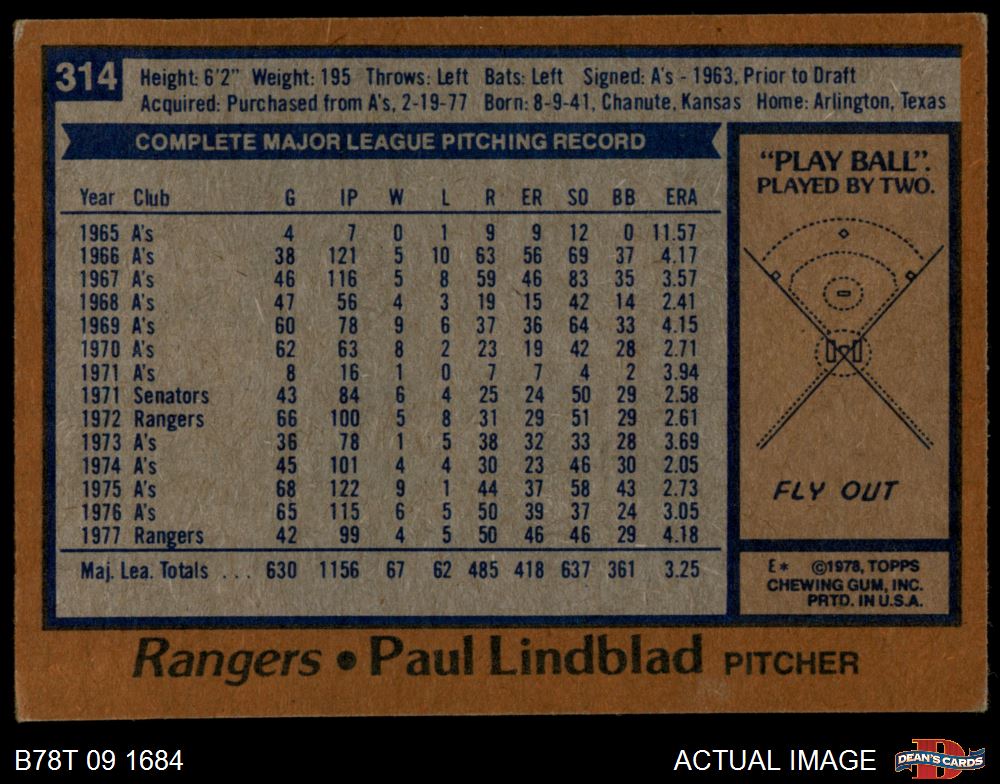 314
Height: 6'2" Weight: 195 Throws: Left Bats: Left Signed: A's - 1963, Prior to Draft
Acquired: Purchased from A's, 2-19-77 Born: 8-9-41, Chanute, Kansas Home: Arlington, Texas
COMPLETE MAJOR LEAGUE PITCHING RECORD
Year Club G IP W L R ER SO BB ERA
1965 A's 4 7 0 1 9 9 12 0 11.57
1966 A's 38 121 5 10 63 56 69 37 4.17
1967 A's 46 116 5 8 59 46 83 35 3.57
1968 A's 47 56 4 3 19 15 42 14 2.41
1969 A's 60 78 9 6 37 36 64 33 4.15
1970 A's 62 63 8 2 23 19 42 28 2.71
1971 A's 8 16 1 0 7 7 4 2 3.94
1971 Senators 43 84 6 4 25 24 50 29 2.58
1972 Rangers 66 100 5 8 31 29 51 29 2.61
1973 A's 36 78 1 5 38 32 33 28 3.69
1974 A's 45 101 4 4 30 23 46 30 2.05
1975 A's 68 122 9 1 44 37 58 43 2.73
1976 A's 65 115 6 5 50 39 37 24 3.05
1977 Rangers 42 99 4 5 50 46 46 29 4.18
Maj. Lea. Totals ... 630 1156 67 62 485 418 637 361 3.25
"PLAY BALL".
PLAYED BY TWO.
FLY OUT
E* ©1978, TOPPS
CHEWING GUM, INC.
PRTD. IN U.S.A.
Rangers • Paul Lindblad PITCHER
B78T 09 1684
ACTUAL IMAGE
D
DEAN'S CARDS